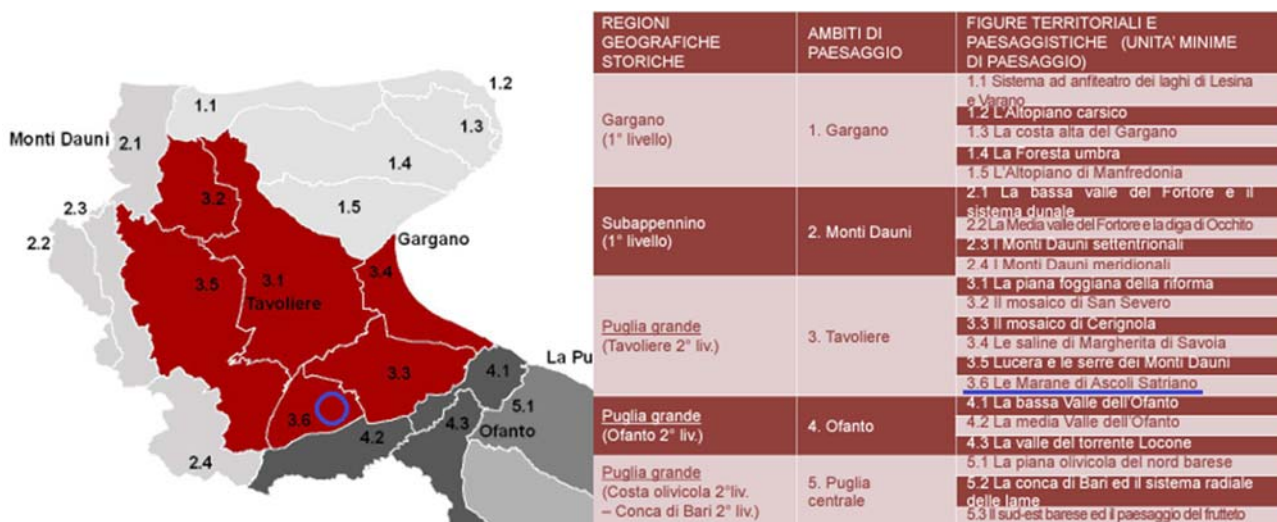 1.2
1.1
1.3
Monti Dauni
2.1
1.4
3.2
1.5
2.3
2.2
Gargano
3.4
3.5
3.1
Tavoliere
La Pu
3.3
4.1
3.6
5.1
4.3
Ofanto
4.2
2.4
REGIONI
GEOGRAFICHE
STORICHE
AMBITI DI
PAESAGGIO
FIGURE TERRITORIALI E
PAESAGGISTICHE (UNITA' MINIME
DI PAESAGGIO)
Gargano
(1° livello)
1. Gargano
1.1 Sistema ad anfiteatro dei laghi di Lesina
e Varano
1.2 L'Altopiano carsico
1.3 La costa alta del Gargano
1.4 La Foresta umbra
1.5 L'Altopiano di Manfredonia
Subappennino
(1° livello)
2. Monti Dauni
2.1 La bassa valle del Fortore e il
sistema dunale
2.2 La Media valle del Fortore e la diga di Occhito
2.3 I Monti Dauni settentrionali
2.4 I Monti Dauni meridionali
Puglia grande
(Tavoliere 2° liv.)
3. Tavoliere
3.1 La piana foggiana della riforma
3.2 Il mosaico di San Severo
3.3 Il mosaico di Cerignola
3.4 Le saline di Margherita di Savoia
3.5 Lucera e le serre dei Monti Dauni
3.6 Le Marane di Ascoli Satriano
Puglia grande
(Ofanto 2° liv.)
4. Ofanto
4.1 La bassa Valle dell'Ofanto
4.2 La media Valle dell'Ofanto
4.3 La valle del torrente Locone
Puglia grande
(Costa olivicola 2°liv.
– Conca di Bari 2° liv.)
5. Puglia
centrale
5.1 La piana olivicola del nord barese
5.2 La conca di Bari ed il sistema radiale
delle lame
5.3 Il sud-est barese ed il paesaggio del frutteto